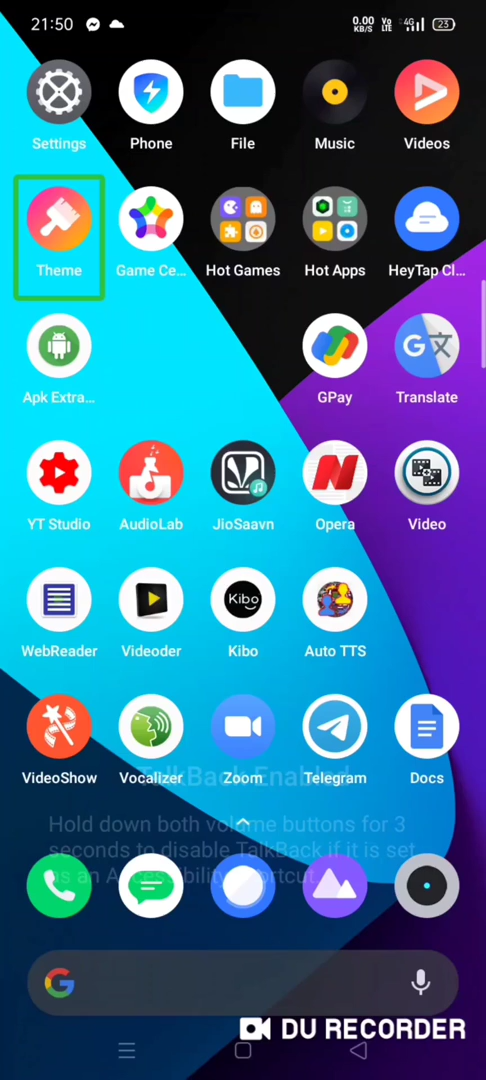 21:50
0.00
KB/S
Vo
LTE
4G
23
Settings
Phone
File
Music
Videos
Theme
Game Ce...
Hot Games
Hot Apps
HeyTap Cl...
Apk Extra...
GPay
Translate
YT Studio
AudioLab
JioSaavn
Opera
Video
Kibo
WebReader
Videoder
Kibo
Auto TTS
VideoShow
Vocalizer
Zoom
Telegram
Docs
TalkBack Enabled
Hold down both volume buttons for 3
seconds to disable TalkBack if it is set
as an Accessibility shortcut
DU RECORDER